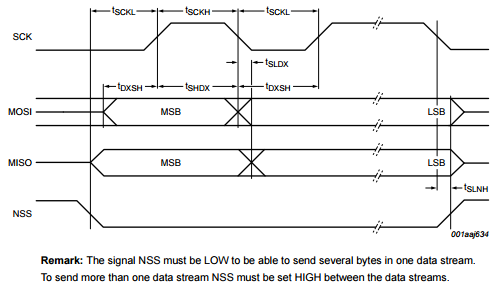 tSCKL tSCKH tSCKL
SCK
tSLDX
tDXSH tSHDX tDXSH
MOSI MSB LSB
MISO MSB LSB
tSLNH
NSS
001aaj634
Remark: The signal NSS must be LOW to be able to send several bytes in one data stream.
To send more than one data stream NSS must be set HIGH between the data streams.